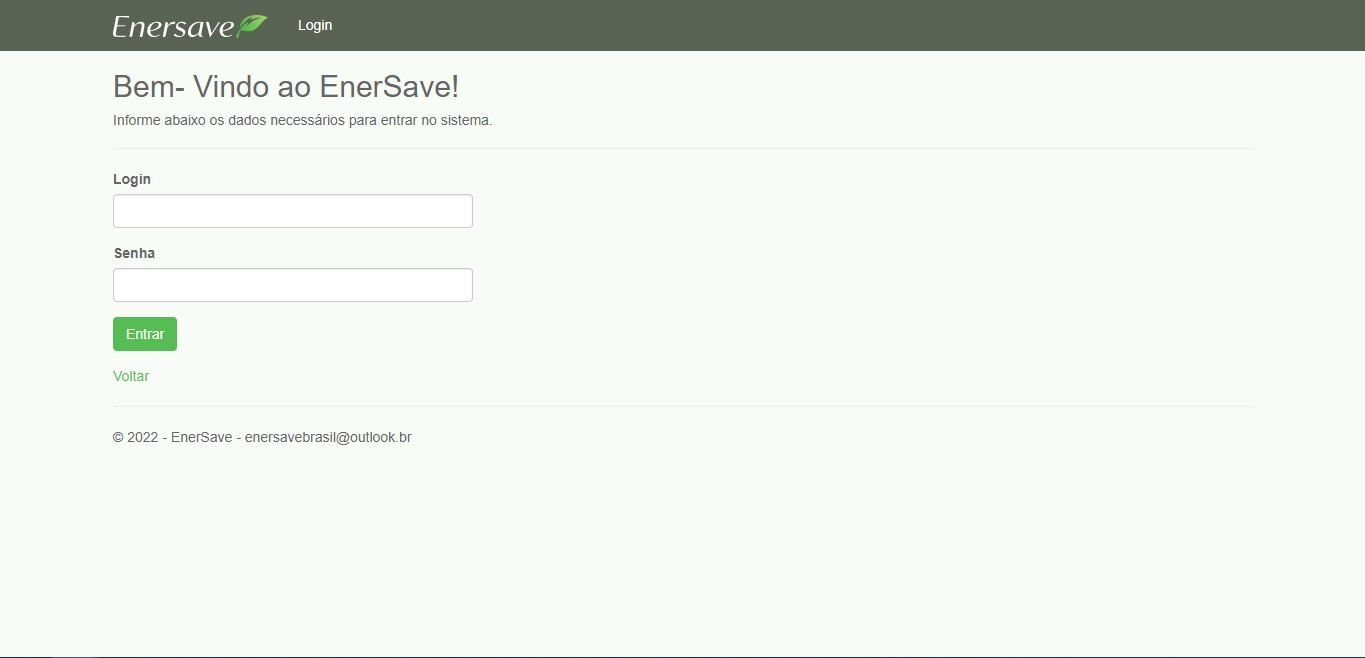 Enersave
Login
Bem- Vindo ao EnerSave!
Informe abaixo os dados necessários para entrar no sistema.
Login
Senha
Entrar
Voltar
© 2022 - EnerSave - enersavebrasil@outlook.br